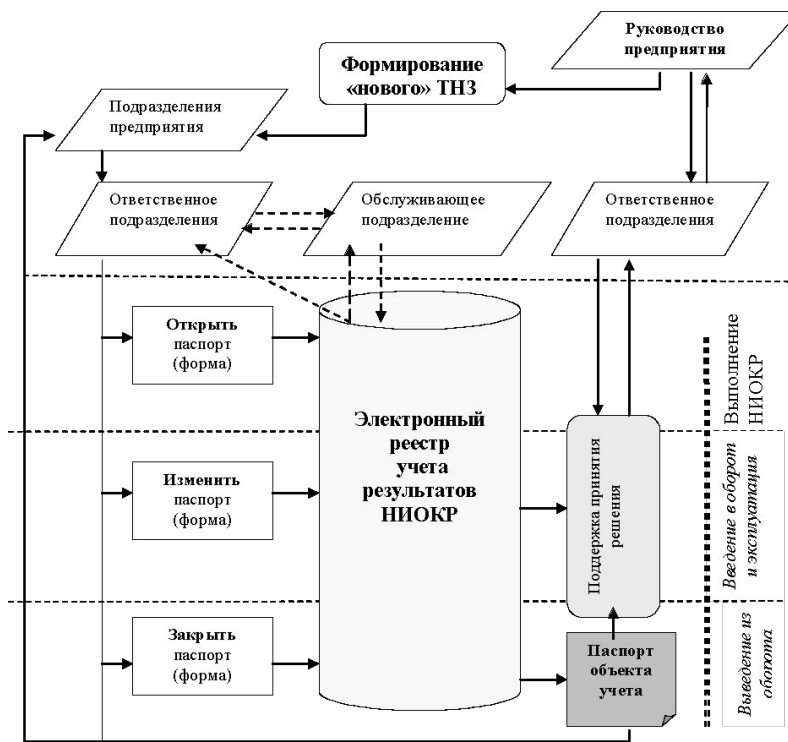 Руководство
предприятия
Формирование
«нового» ТНЗ
Подразделения
предприятия
Ответственное
подразделения
Обслуживающее
подразделение
Ответственное
подразделения
Открыть
паспорт
(форма)
Изменить
паспорт
(форма)
Закрыть
паспорт
(форма)
Электронный
реестр
учета
результатов
НИОКР
Поддержка принятия
решения
Паспорт
объекта
учета
Выполнение
НИОКР
Введение в оборот
и эксплуатация
Выведение из
оборота